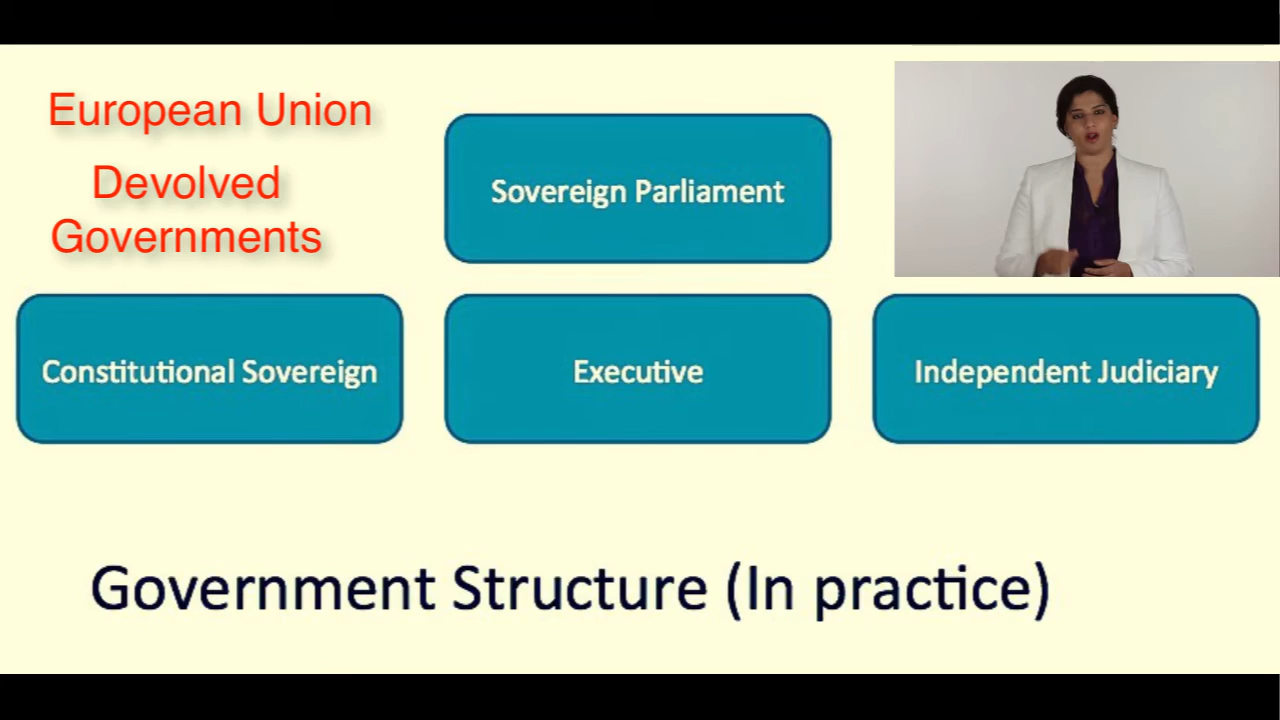 European Union
Devolved
Governments
Sovereign Parliament
Constitutional Sovereign
Executive
Independent Judiciary
Government Structure (In practice)